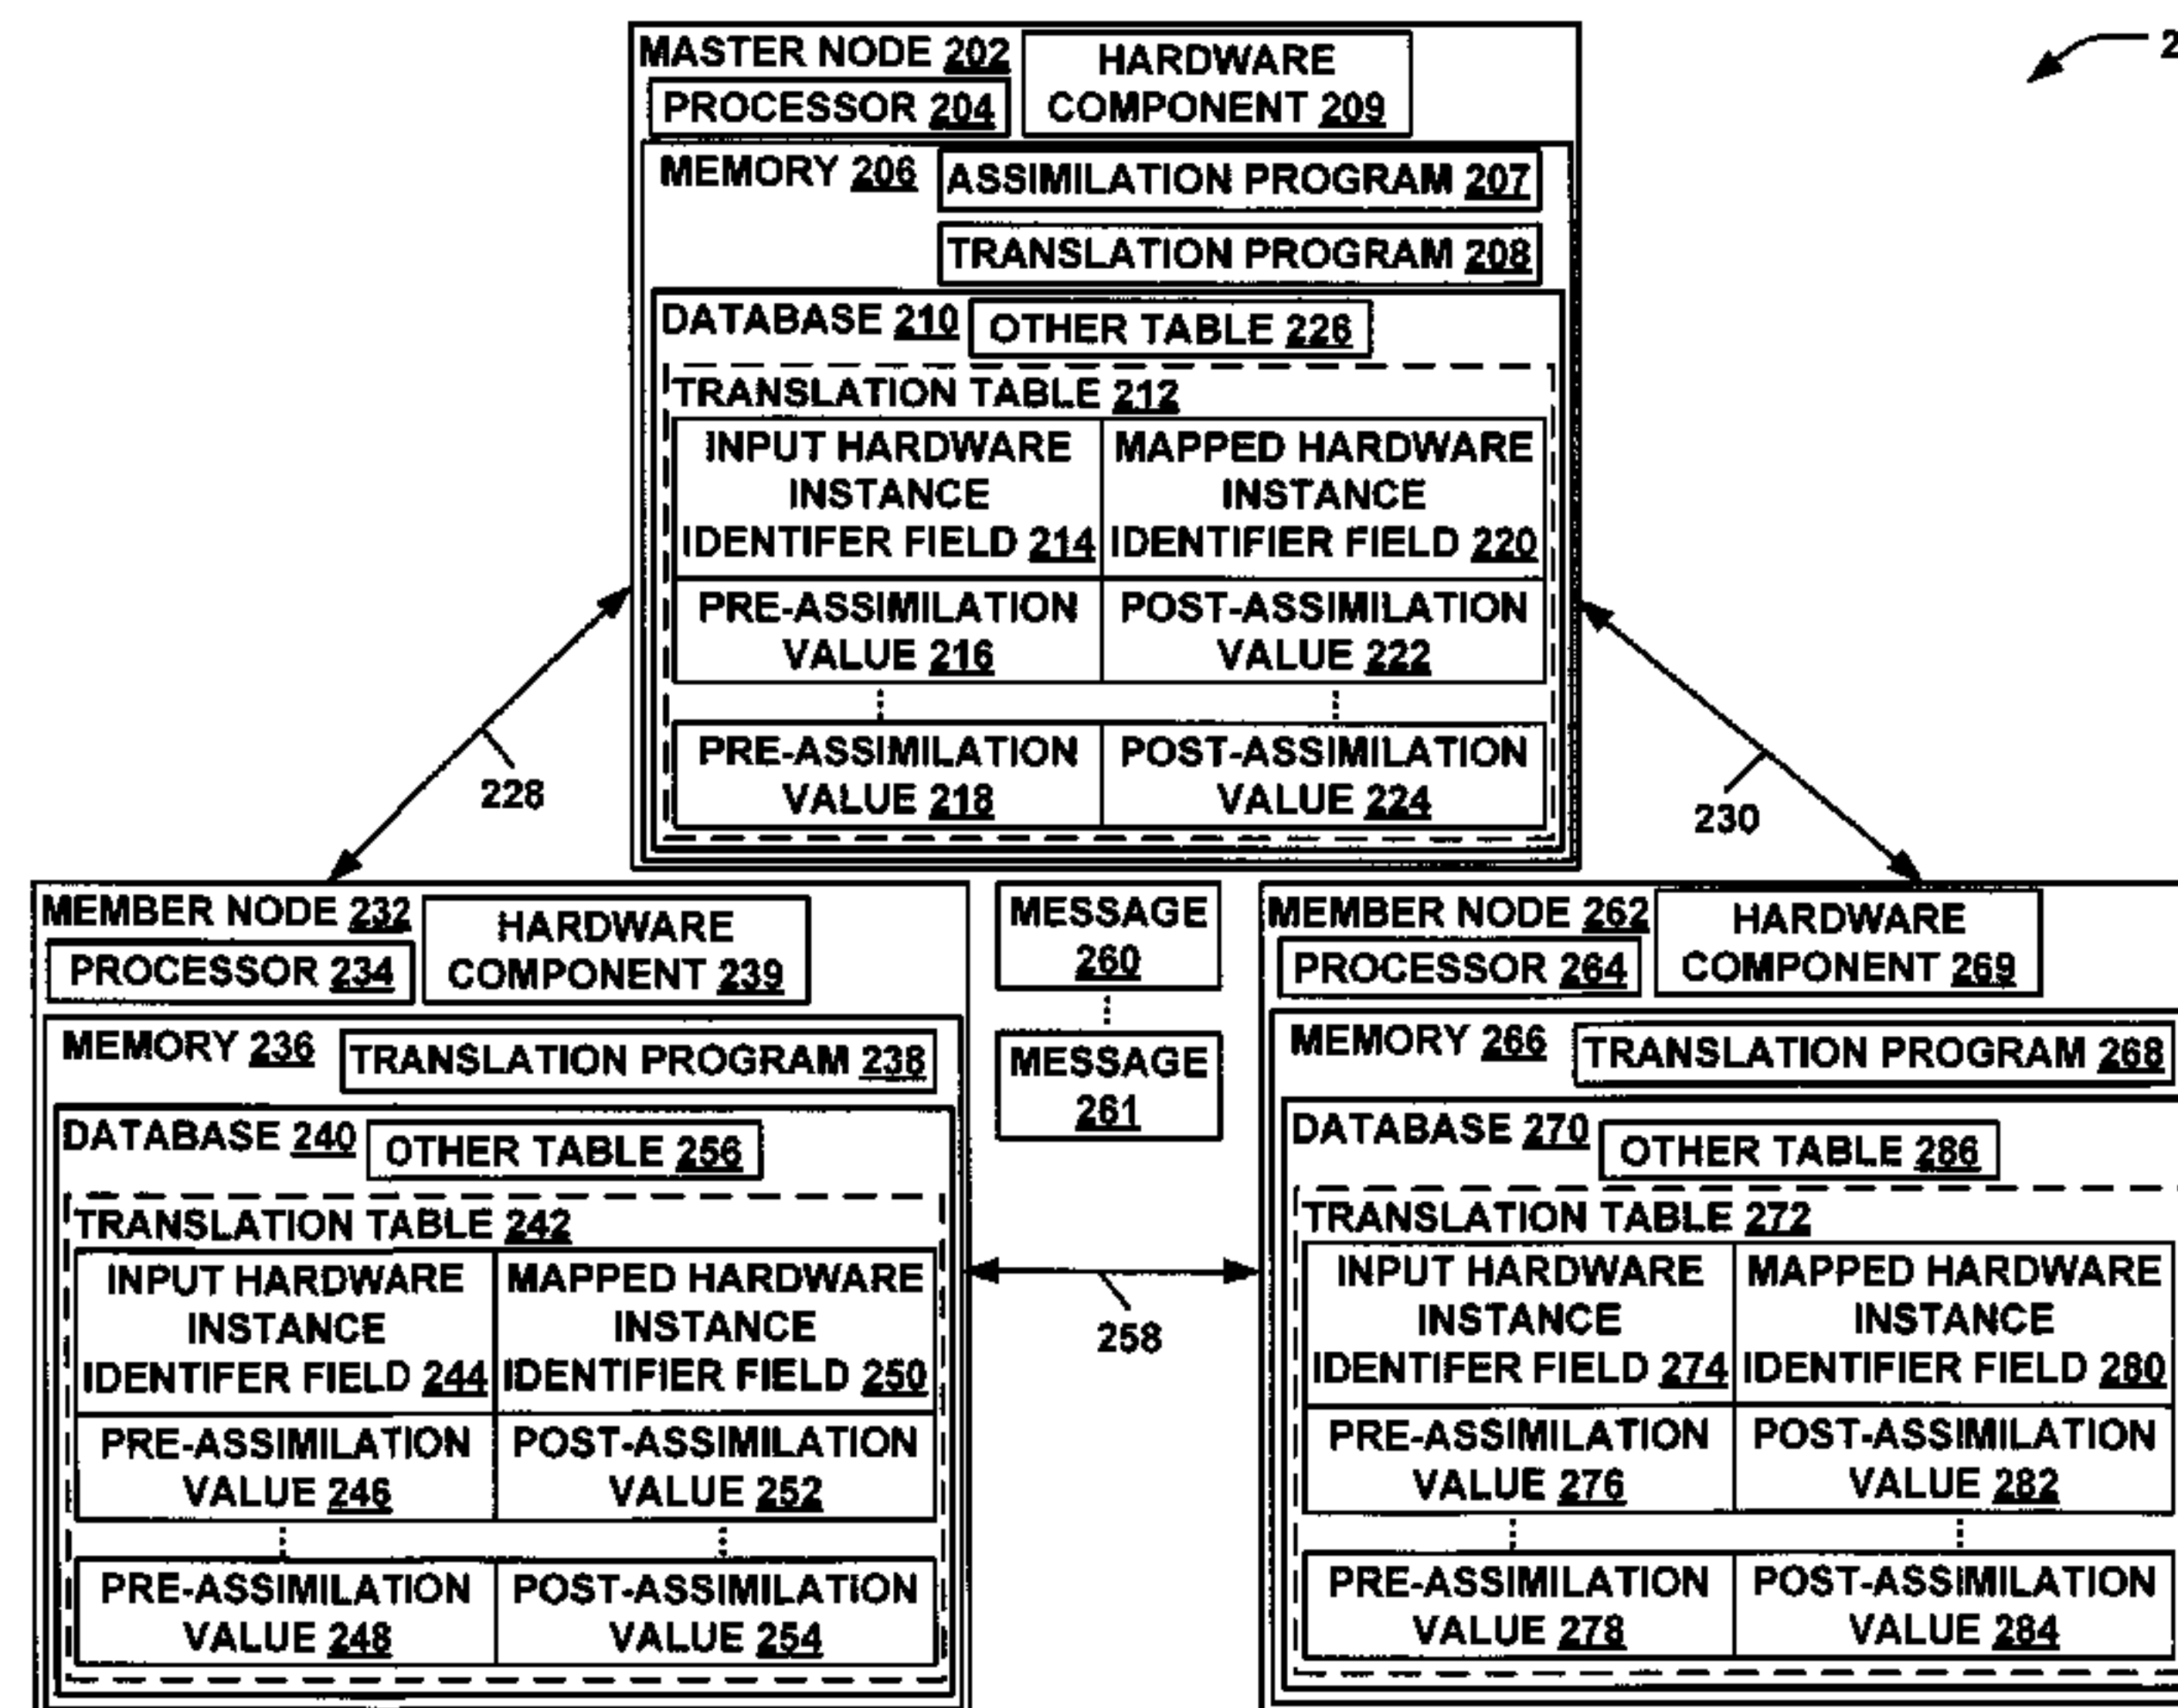 2
MASTER NODE 202
HARDWARE
COMPONENT 209
PROCESSOR 204
MEMORY 206
ASSIMILATION PROGRAM 207
TRANSLATION PROGRAM 208
DATABASE 210
OTHER TABLE 226
TRANSLATION TABLE 212
INPUT HARDWARE
INSTANCE
IDENTIFER FIELD 214
MAPPED HARDWARE
INSTANCE
IDENTIFIER FIELD 220
PRE-ASSIMILATION
VALUE 216
POST-ASSIMILATION
VALUE 222
PRE-ASSIMILATION
VALUE 218
POST-ASSIMILATION
VALUE 224
228
230
MEMBER NODE 232
HARDWARE
COMPONENT 239
PROCESSOR 234
MEMORY 236
TRANSLATION PROGRAM 238
DATABASE 240
OTHER TABLE 256
TRANSLATION TABLE 242
INPUT HARDWARE
INSTANCE
IDENTIFER FIELD 244
MAPPED HARDWARE
INSTANCE
IDENTIFIER FIELD 250
PRE-ASSIMILATION
VALUE 246
POST-ASSIMILATION
VALUE 252
PRE-ASSIMILATION
VALUE 248
POST-ASSIMILATION
VALUE 254
MESSAGE
260
MESSAGE
261
258
MEMBER NODE 262
HARDWARE
COMPONENT 269
PROCESSOR 264
MEMORY 266
TRANSLATION PROGRAM 268
DATABASE 270
OTHER TABLE 286
TRANSLATION TABLE 272
INPUT HARDWARE
INSTANCE
IDENTIFER FIELD 274
MAPPED HARDWARE
INSTANCE
IDENTIFIER FIELD 280
PRE-ASSIMILATION
VALUE 276
POST-ASSIMILATION
VALUE 282
PRE-ASSIMILATION
VALUE 278
POST-ASSIMILATION
VALUE 284